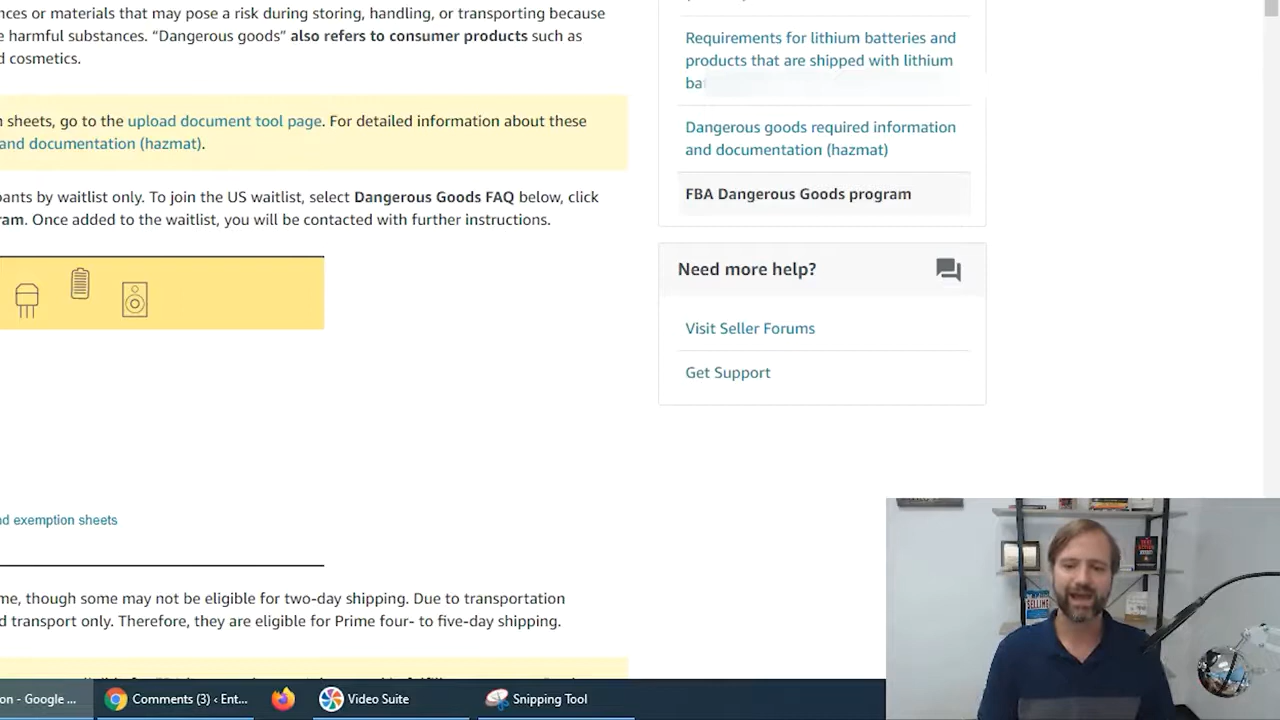 nces or materials that may pose a risk during storing, handling, or transporting because
e harmful substances. “Dangerous goods” also refers to consumer products such as
d cosmetics.
n sheets, go to the upload document tool page. For detailed information about these
and documentation (hazmat).
pants by waitlist only. To join the US waitlist, select Dangerous Goods FAQ below, click
ram. Once added to the waitlist, you will be contacted with further instructions.
nd exemption sheets
me, though some may not be eligible for two-day shipping. Due to transportation
d transport only. Therefore, they are eligible for Prime four- to five-day shipping.
Requirements for lithium batteries and
products that are shipped with lithium
ba
Dangerous goods required information
and documentation (hazmat)
FBA Dangerous Goods program
Need more help?
Visit Seller Forums
Get Support
SELLING
on - Google ...
Comments (3) ‹ Ent...
Video Suite
Snipping Tool